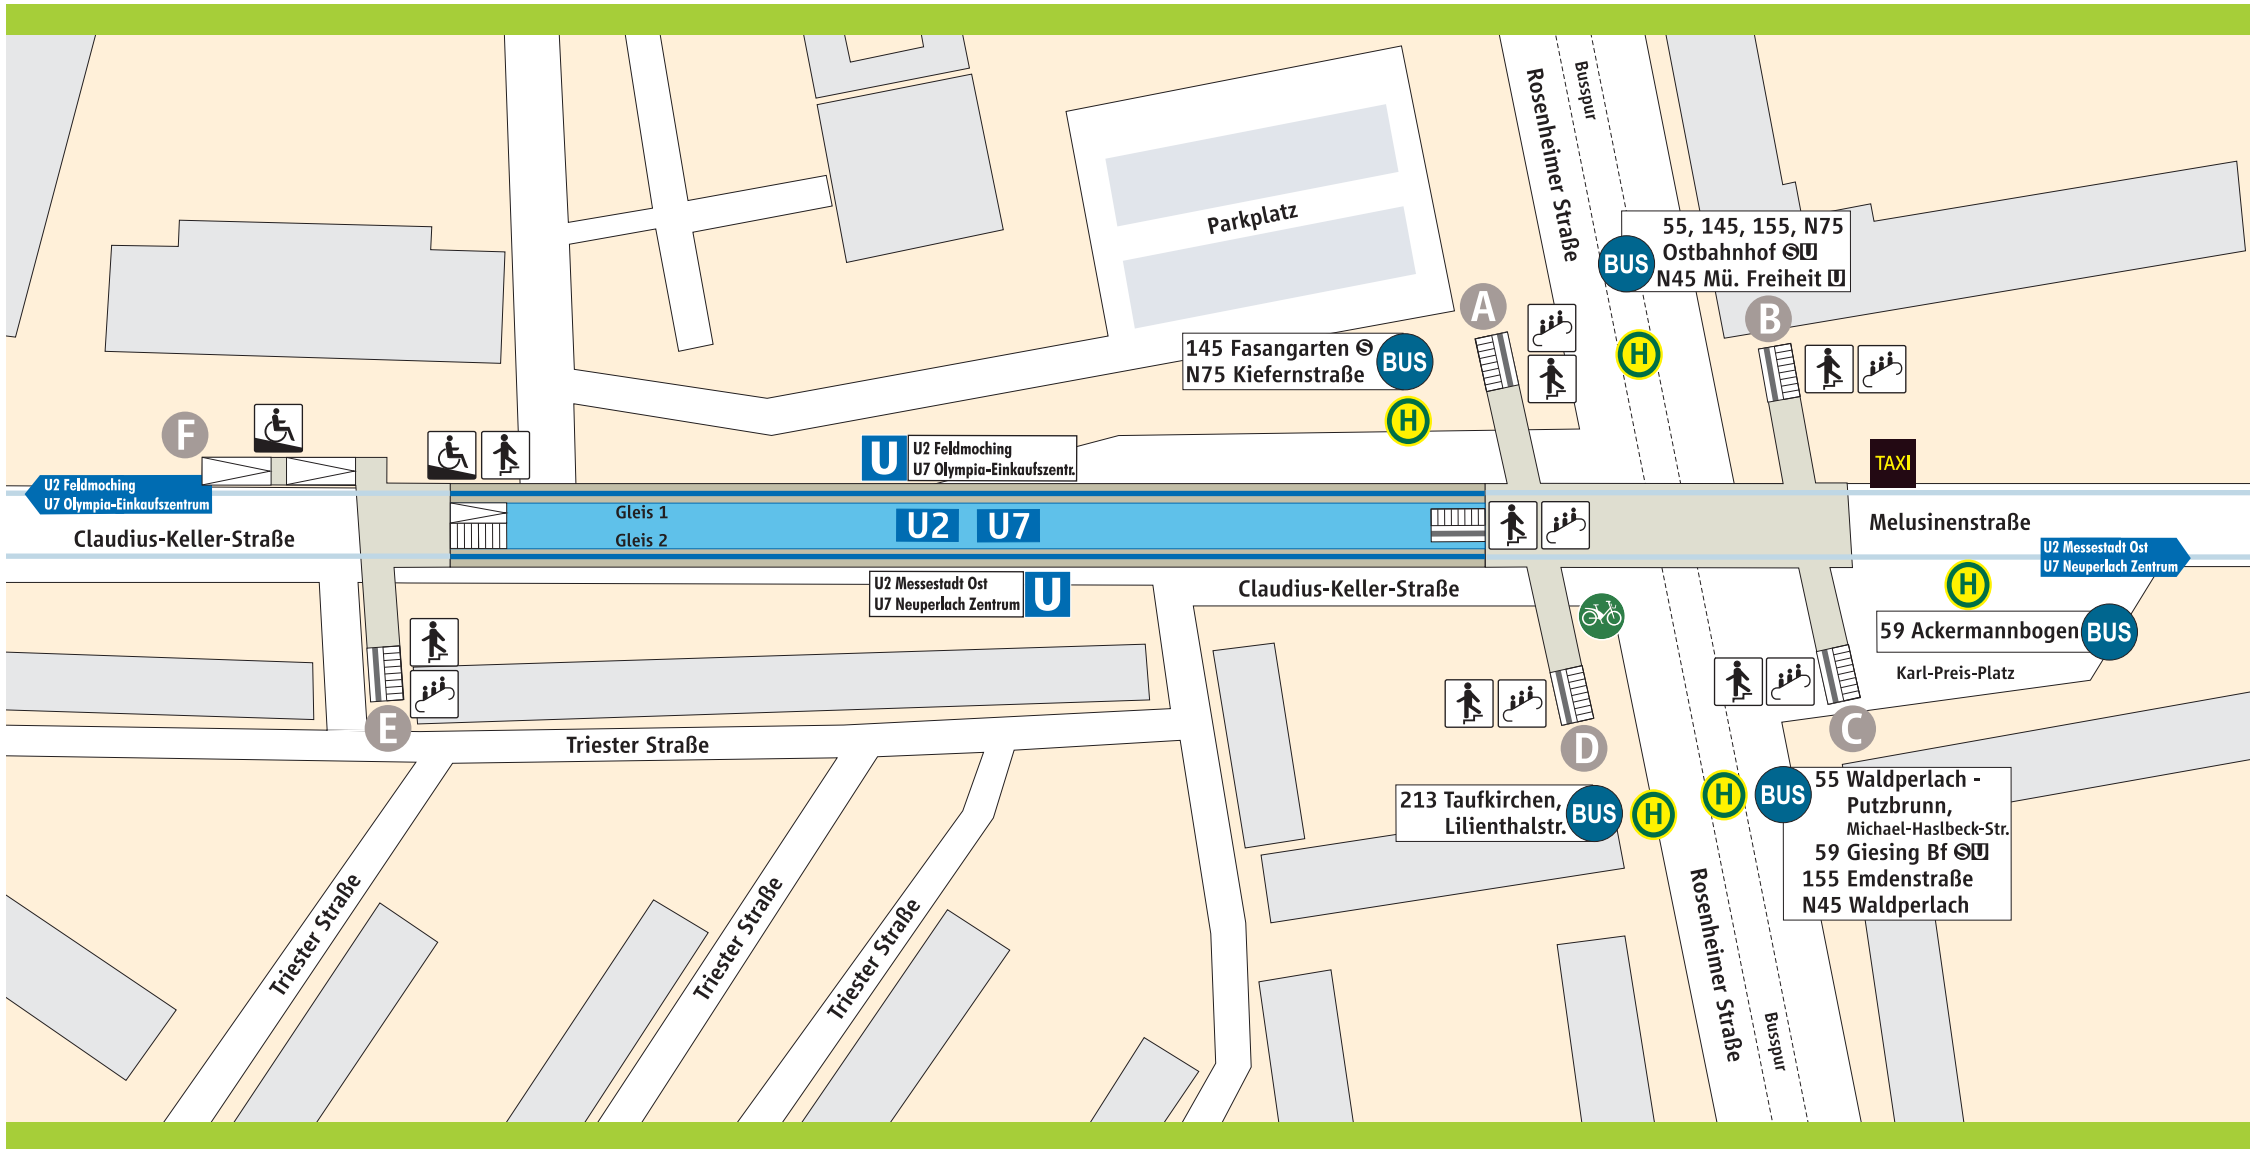 Rosenheimer Straße
Busspur
Parkplatz
55, 145, 155, N75
BUS
Ostbahnhof S U
N45 Mü. Freiheit U
A
B
H
145 Fasangarten S
N75 Kiefernstraße
BUS
H
F
U
U2 Feldmoching
U7 Olympia-Einkaufszentr.
TAXI
U2 Feldmoching
U7 Olympia-Einkaufszentrum
Gleis 1
Gleis 2
U2
U7
Claudius-Keller-Straße
Melusinenstraße
U2 Messestadt Ost
U7 Neuperlach Zentrum
U2 Messestadt Ost
U7 Neuperlach Zentrum
U
Claudius-Keller-Straße
H
59 Ackermannbogen
BUS
Karl-Preis-Platz
E
D
C
Triester Straße
213 Taufkirchen,
Lilienthalstr.
BUS
H
H
BUS
55 Waldperlach -
Putzbrunn,
Michael-Haslbeck-Str.
59 Giesing Bf S U
155 Emdenstraße
N45 Waldperlach
Triester Straße
Triester Straße
Triester Straße
Rosenheimer Straße
Busspur